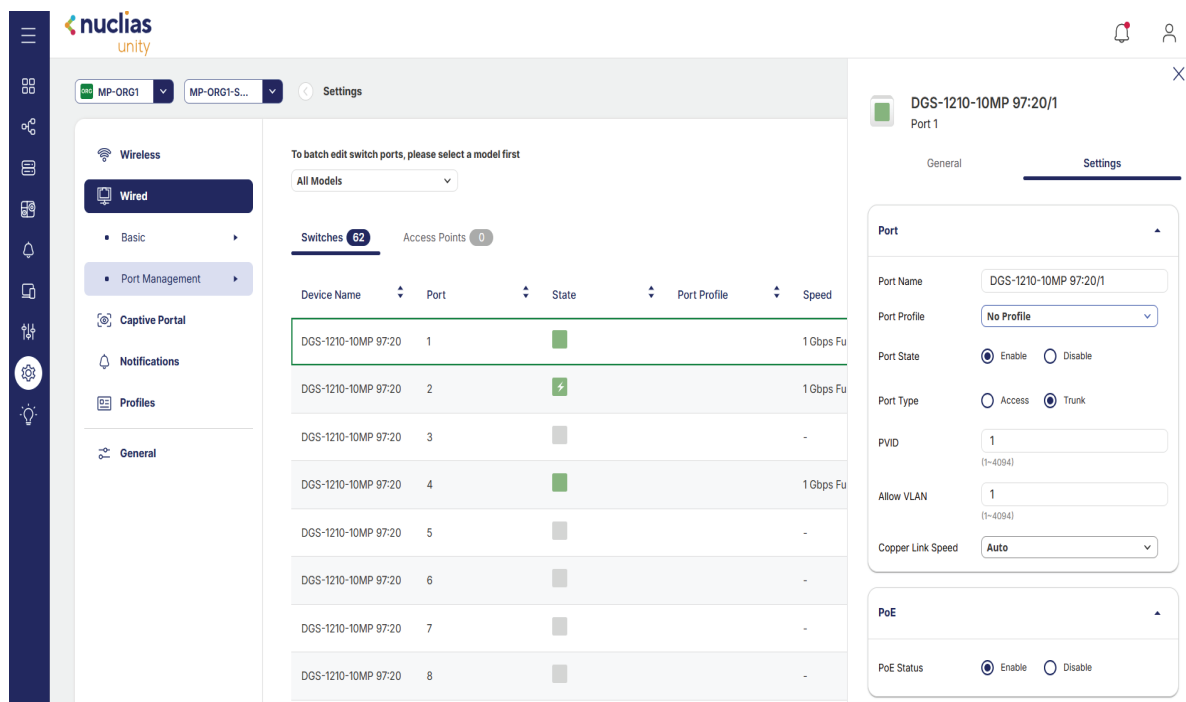 nuclias
unity
ORG MP-ORG1
MP-ORG1-S...
Settings
Wireless
Wired
Basic
Port Management
Captive Portal
Notifications
Profiles
General
To batch edit switch ports, please select a model first
All Models
Switches 62
Access Points 0
Device Name Port State Port Profile Speed
DGS-1210-10MP 97:20 1 1 Gbps Fu
DGS-1210-10MP 97:20 2 1 Gbps Fu
DGS-1210-10MP 97:20 3 -
DGS-1210-10MP 97:20 4 1 Gbps Fu
DGS-1210-10MP 97:20 5 -
DGS-1210-10MP 97:20 6 -
DGS-1210-10MP 97:20 7 -
DGS-1210-10MP 97:20 8 -
DGS-1210-10MP 97:20/1
Port 1
General Settings
Port
Port Name DGS-1210-10MP 97:20/1
Port Profile No Profile
Port State Enable Disable
Port Type Access Trunk
PVID 1
(1~4094)
Allow VLAN 1
(1~4094)
Copper Link Speed Auto
PoE
PoE Status Enable Disable